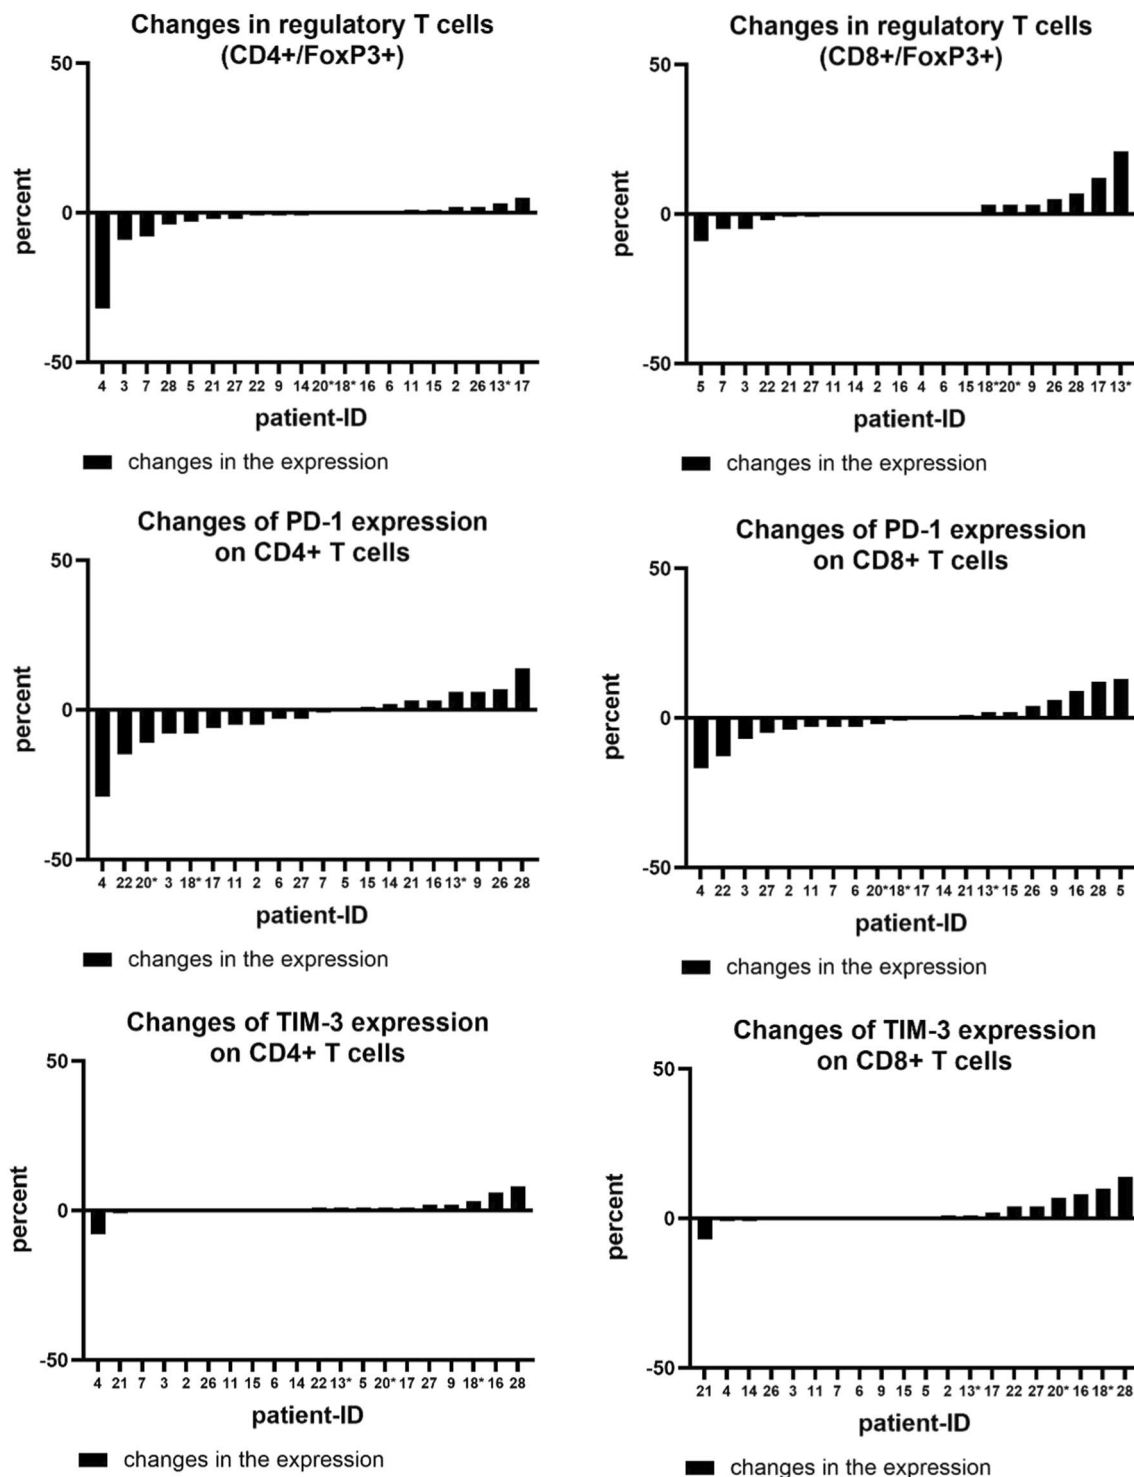 Changes in regulatory T cells
(CD4+/FoxP3+)
50
0
-50
percent
4 3 7 28 5 21 27 22 9 14 20* 18* 16 6 11 15 2 26 13* 17
patient-ID
changes in the expression
Changes in regulatory T cells
(CD8+/FoxP3+)
50
0
-50
percent
5 7 3 22 21 27 11 14 2 16 4 6 15 18* 20* 9 26 28 17 13*
patient-ID
changes in the expression
Changes of PD-1 expression
on CD4+ T cells
50
0
-50
percent
4 22 20* 3 18* 17 11 2 6 27 7 5 15 14 21 16 13* 9 26 28
patient-ID
changes in the expression
Changes of PD-1 expression
on CD8+ T cells
50
0
-50
percent
4 22 3 27 2 11 7 6 20* 18* 17 14 21 13* 15 26 9 16 28 5
patient-ID
changes in the expression
Changes of TIM-3 expression
on CD4+ T cells
50
0
-50
percent
4 21 7 3 2 26 11 15 6 14 22 13* 5 20* 17 27 9 18* 16 28
patient-ID
changes in the expression
Changes of TIM-3 expression
on CD8+ T cells
50
0
-50
percent
21 4 14 26 3 11 7 6 9 15 5 2 13* 17 22 27 20* 16 18* 28
patient-ID
changes in the expression